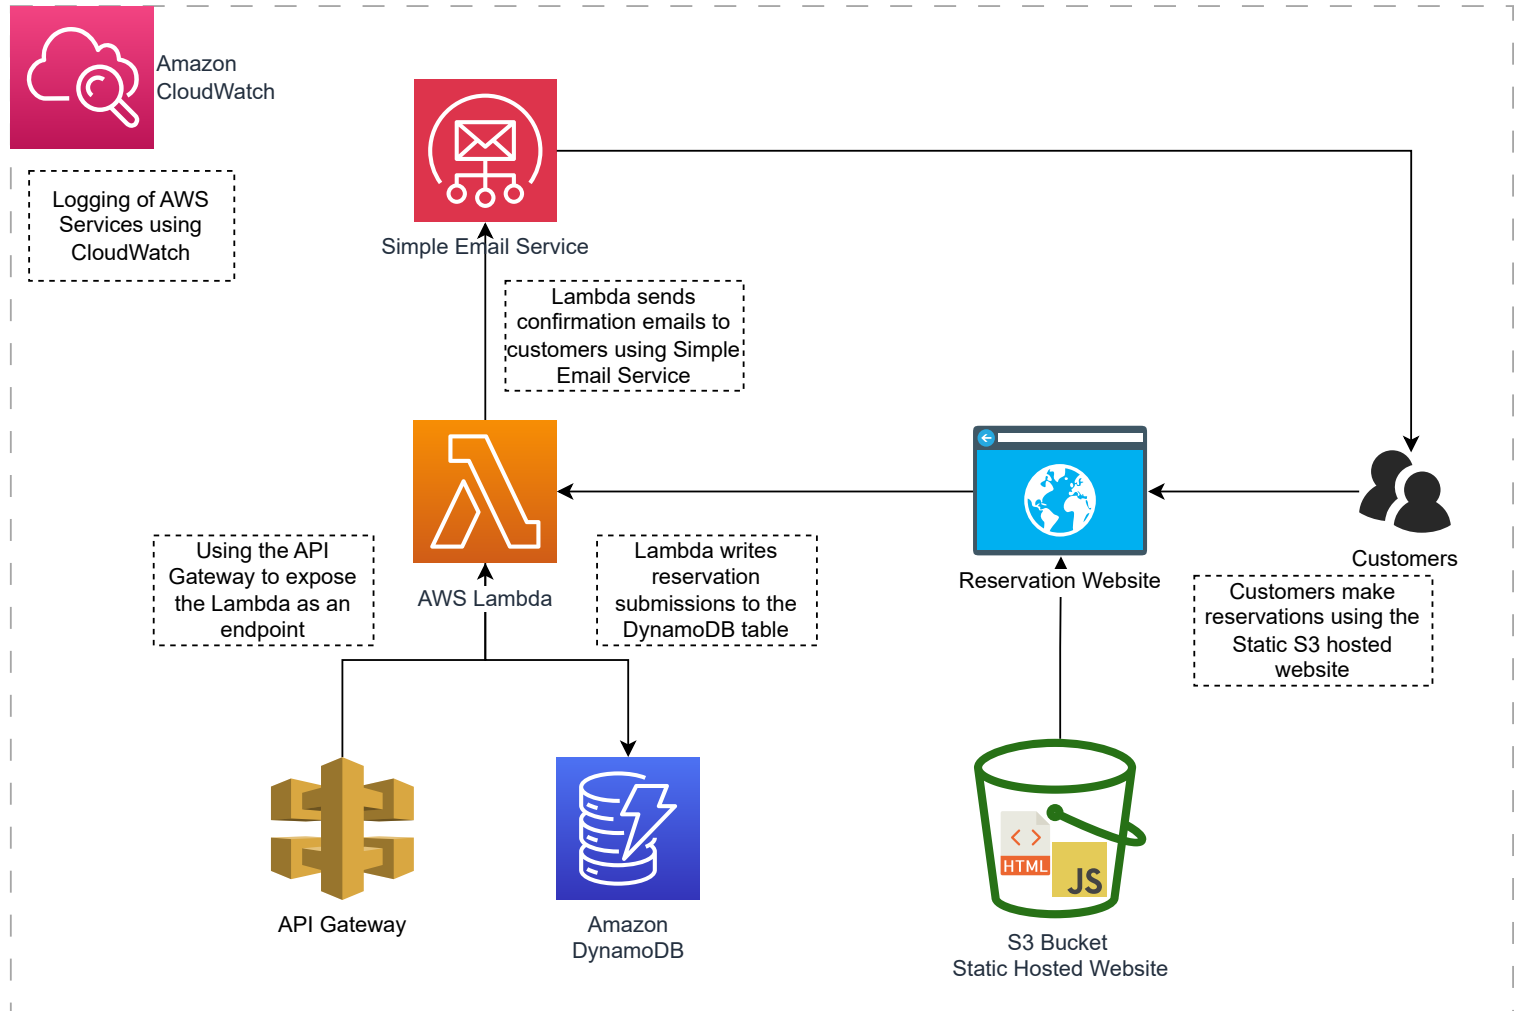 Amazon
CloudWatch
Logging of AWS
Services using
CloudWatch
Simple Email Service
Lambda sends
confirmation emails to
customers using Simple
Email Service
Using the API
Gateway to expose
the Lambda as an
endpoint
AWS Lambda
Lambda writes
reservation
submissions to the
DynamoDB table
Reservation Website
Customers
Customers make
reservations using the
Static S3 hosted
website
API Gateway
Amazon
DynamoDB
HTML
JS
S3 Bucket
Static Hosted Website